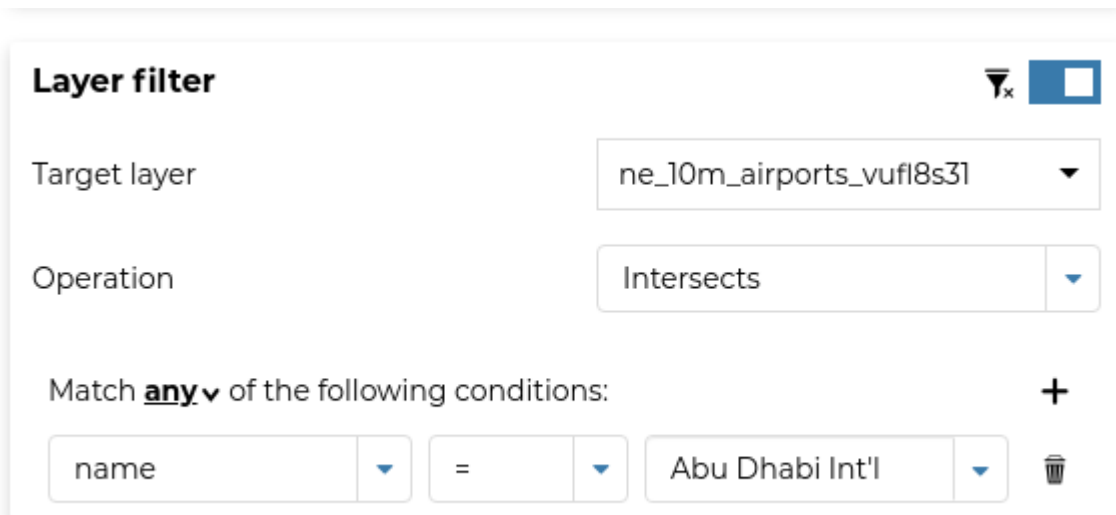 Layer filter
Target layer ne_10m_airports_vufl8s31
Operation Intersects
Match any of the following conditions:
name = Abu Dhabi Int'l